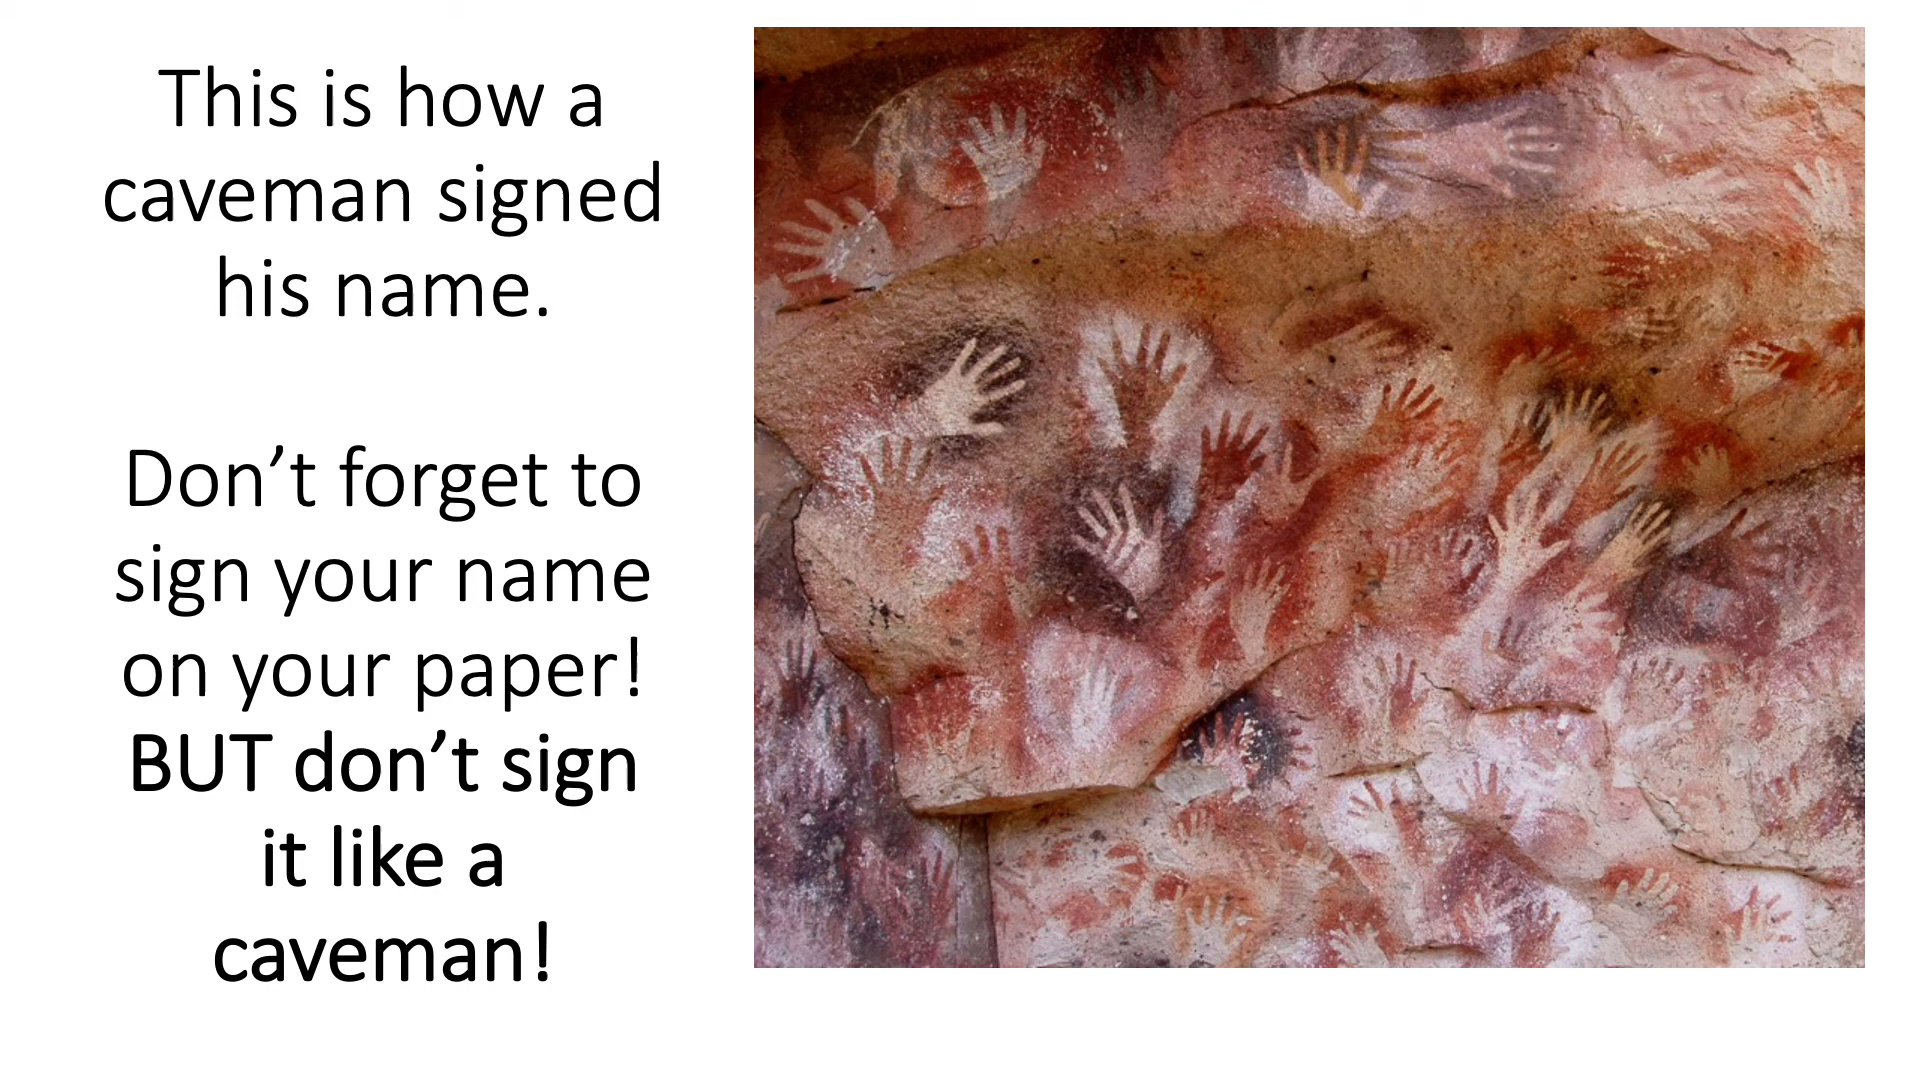 This is how a
caveman signed
his name.
Don’t forget to
sign your name
on your paper!
BUT don’t sign
it like a
caveman!